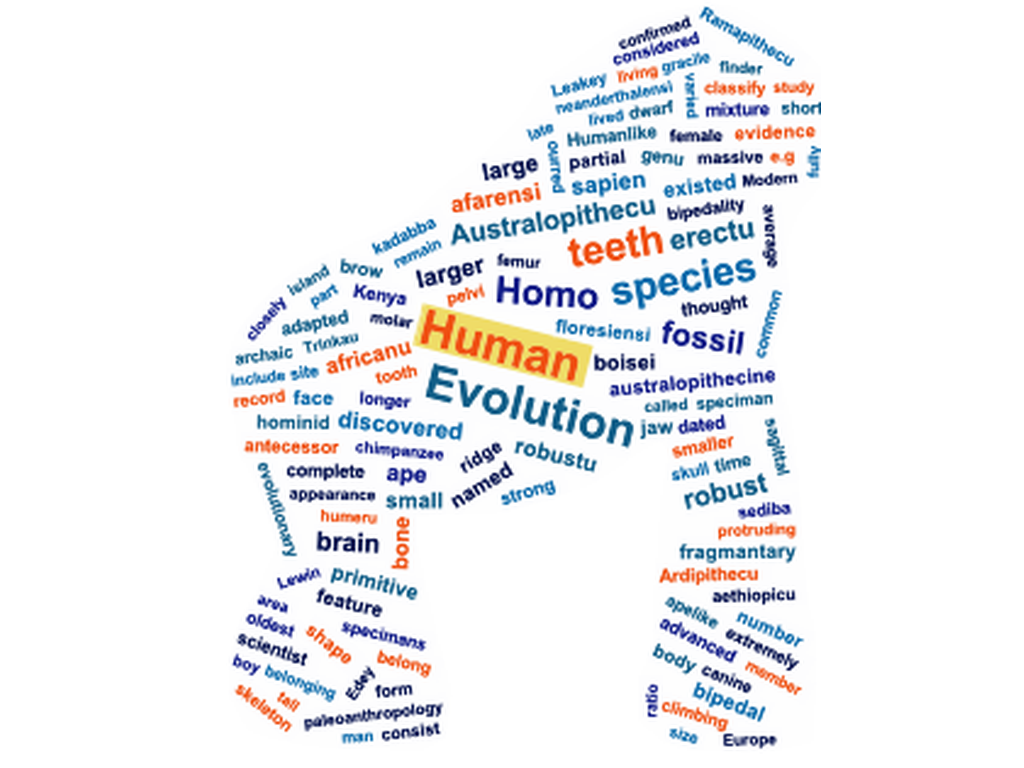 Ramapithecu
confirmed
considered
Leakey living gracile finder
neanderthalensi varied classify study
lived dwarf mixture short
late Humanlike female evidence
ourred partial genu massive e.g
large
fully
afarensi sapien existed Modern
kadabba Australopithecu bipedality
average
remain teeth erectu
island brow larger femur
species
part Kenya pelvi Homo
closely thought
adapted molar floresiensi fossil common
Human
archaic Trinkau
africanu boisei
include site tooth Evolution australopithecine
record face longer called speciman
hominid discovered jaw dated
antecessor chimpanzee ridge robustu smaller sagittal
complete ape skull time
evolutionary appearance small named strong robust
humeru bone sediba
brain protruding
fragmantary
Lewin primitive Ardipithecu
area feature aethiopicu
oldest shape specimans apelike number
scientist belong advanced extremely
boy belonging Edey form body canine member
skeleton tall bipedal
paleoanthropology ratio climbing
man consist size Europe